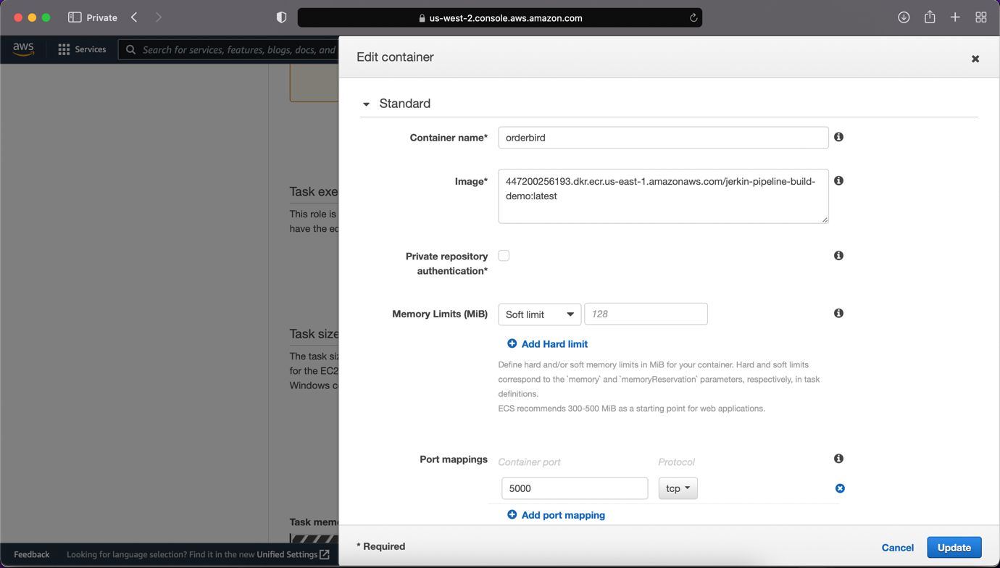 Private
us-west-2.console.aws.amazon.com
aws
Services
Search for services, features, blogs, docs, and
Edit container
Standard
Container name*
orderbird
Image*
447200256193.dkr.ecr.us-east-1.amazonaws.com/jerkin-pipeline-build-
demo:latest
Task exe
This role is
have the
Private repository
authentication*
Memory Limits (MiB)
Soft limit
128
Add Hard limit
Task size
The task siz
for the EC2
Windows c
Define hard and/or soft memory limits in MiB for your container. Hard and soft limits
correspond to the `memory` and `memoryReservation` parameters, respectively, in task
definitions.
ECS recommends 300-500 MiB as a starting point for web applications.
Port mappings
Container port
Protocol
5000
tcp
Add port mapping
Task mem
* Required
Cancel
Update
Feedback
Looking for language selection? Find it in the new Unified Settings